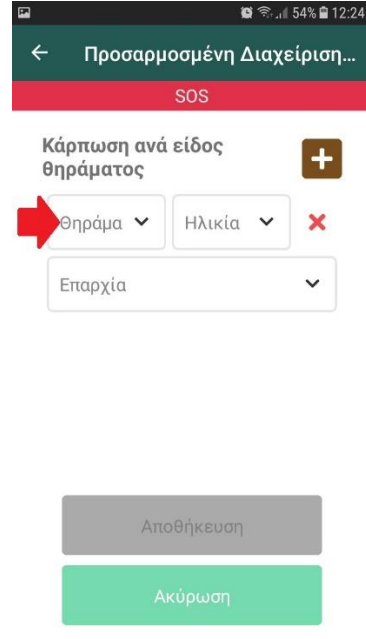 54% 12:24
Προσαρμοσμένη Διαχείριση...
SOS
Κάρπωση ανά είδος
θηράματος
Θηράμα Ηλικία
Επαρχία
Αποθήκευση
Ακύρωση